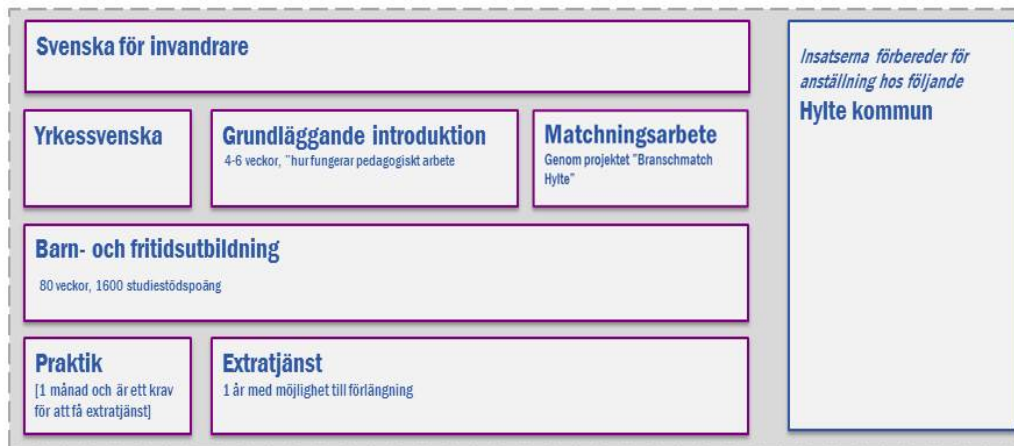 Svenska för invandrare
Yrkessvenska
Grundläggande introduktion
4-6 veckor, "hur fungerar pedagogiskt arbete
Matchningsarbete
Genom projektet "Branschmatch
Hylte"
Barn- och fritidsutbildning
80 veckor, 1600 studiestödspoäng
Praktik
[1 månad och är ett krav
för att få extratjänst]
Extratjänst
1 år med möjlighet till förlängning
Insatserna förbereder för
anställning hos följande
Hylte kommun